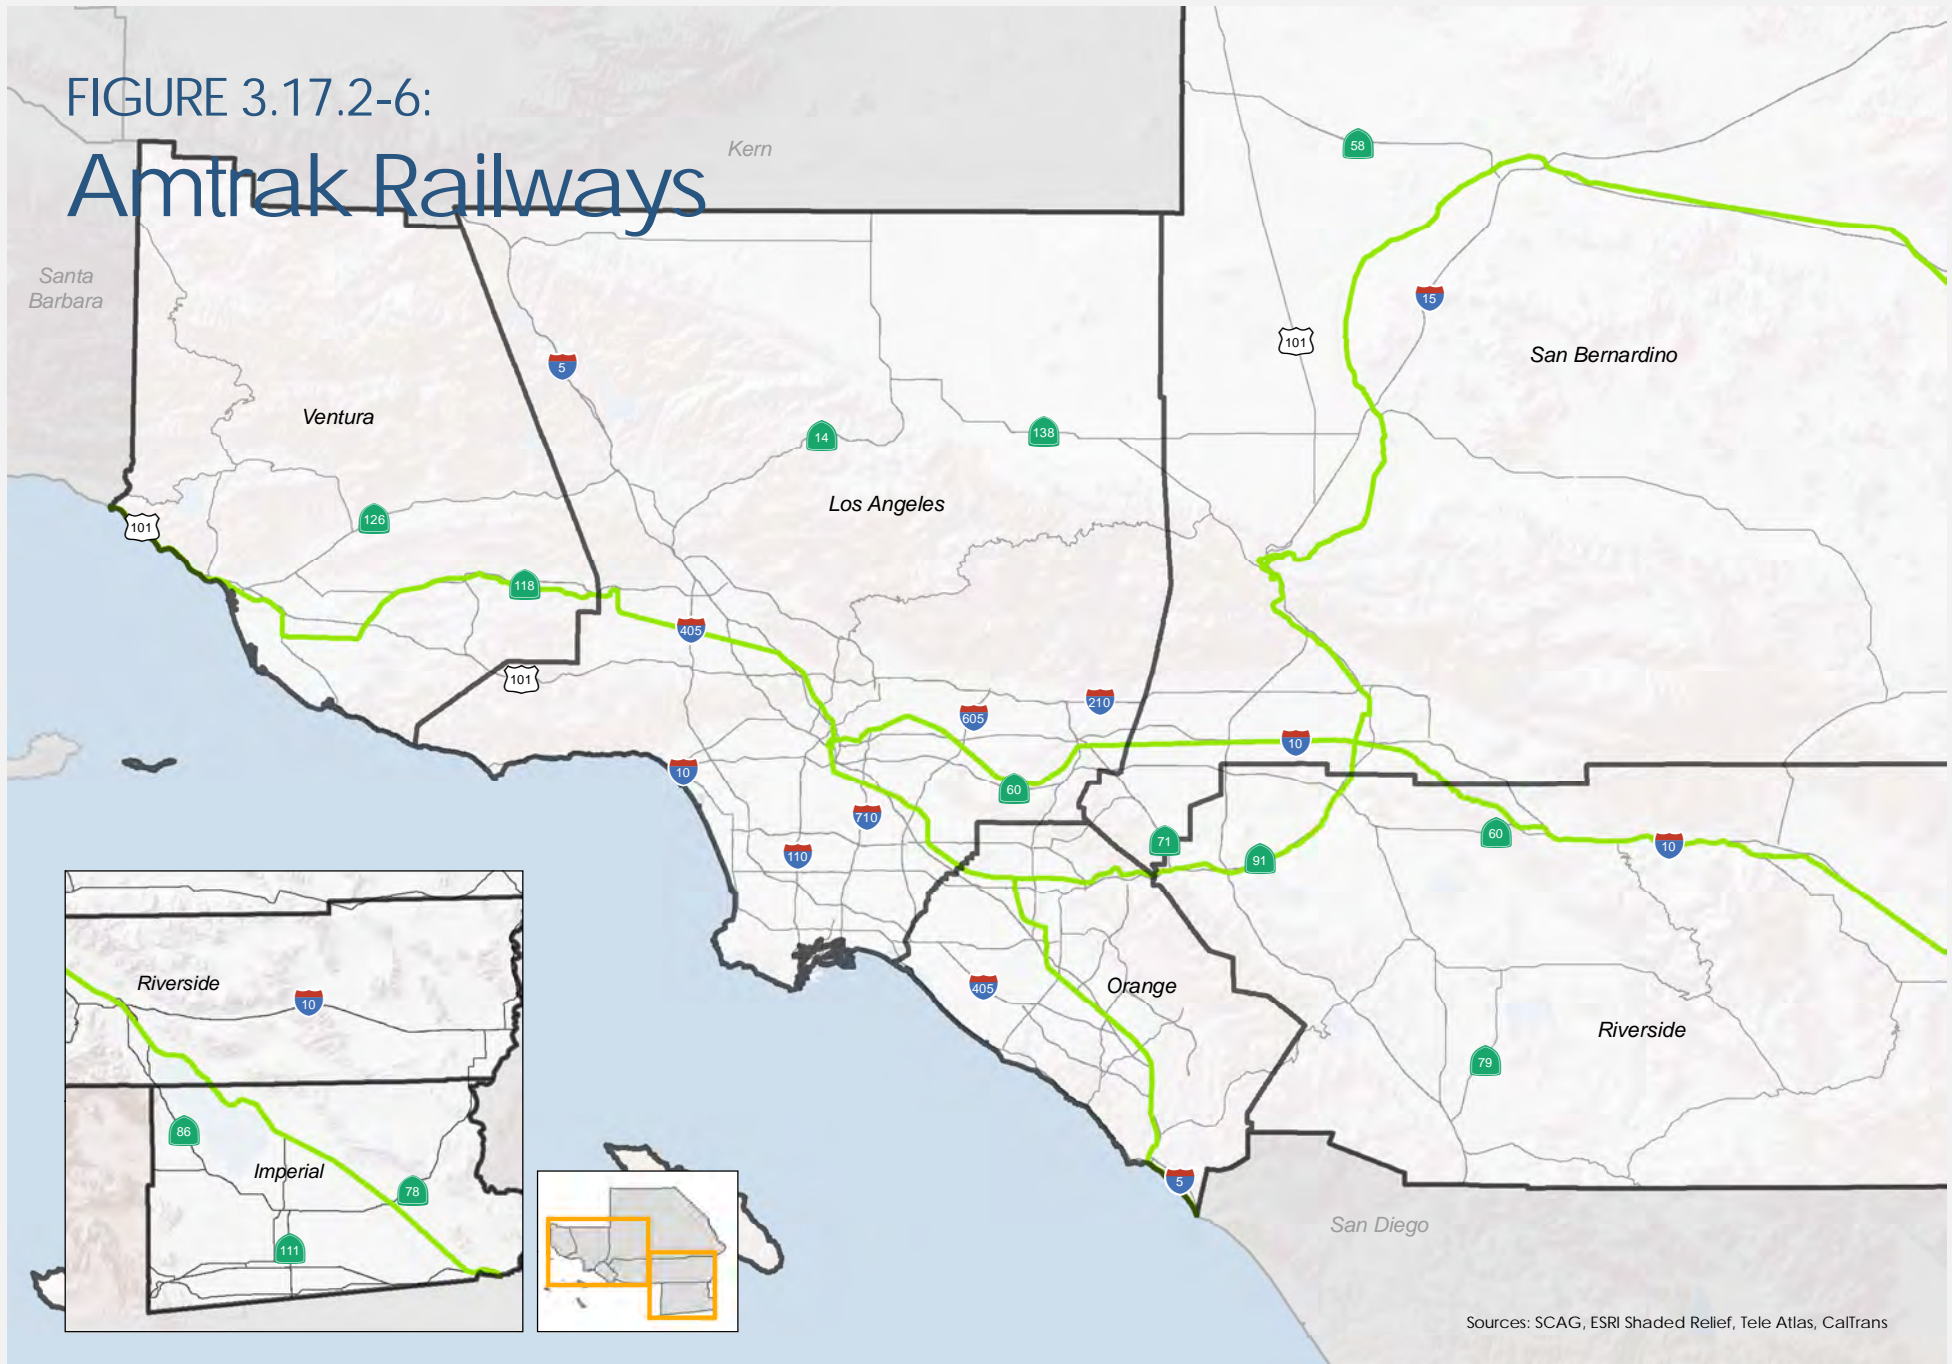 FIGURE 3.17.2-6:
Amtrak Railways
Kern
58
Santa
Barbara
15
101
San Bernardino
5
Ventura
14
138
Los Angeles
126
101
118
405
101
210
605
10
10
60
710
71
60
10
110
91
Riverside
10
405
Orange
Riverside
79
86
Imperial
78
5
111
San Diego
Sources: SCAG, ESRI Shaded Relief, Tele Atlas, CalTrans